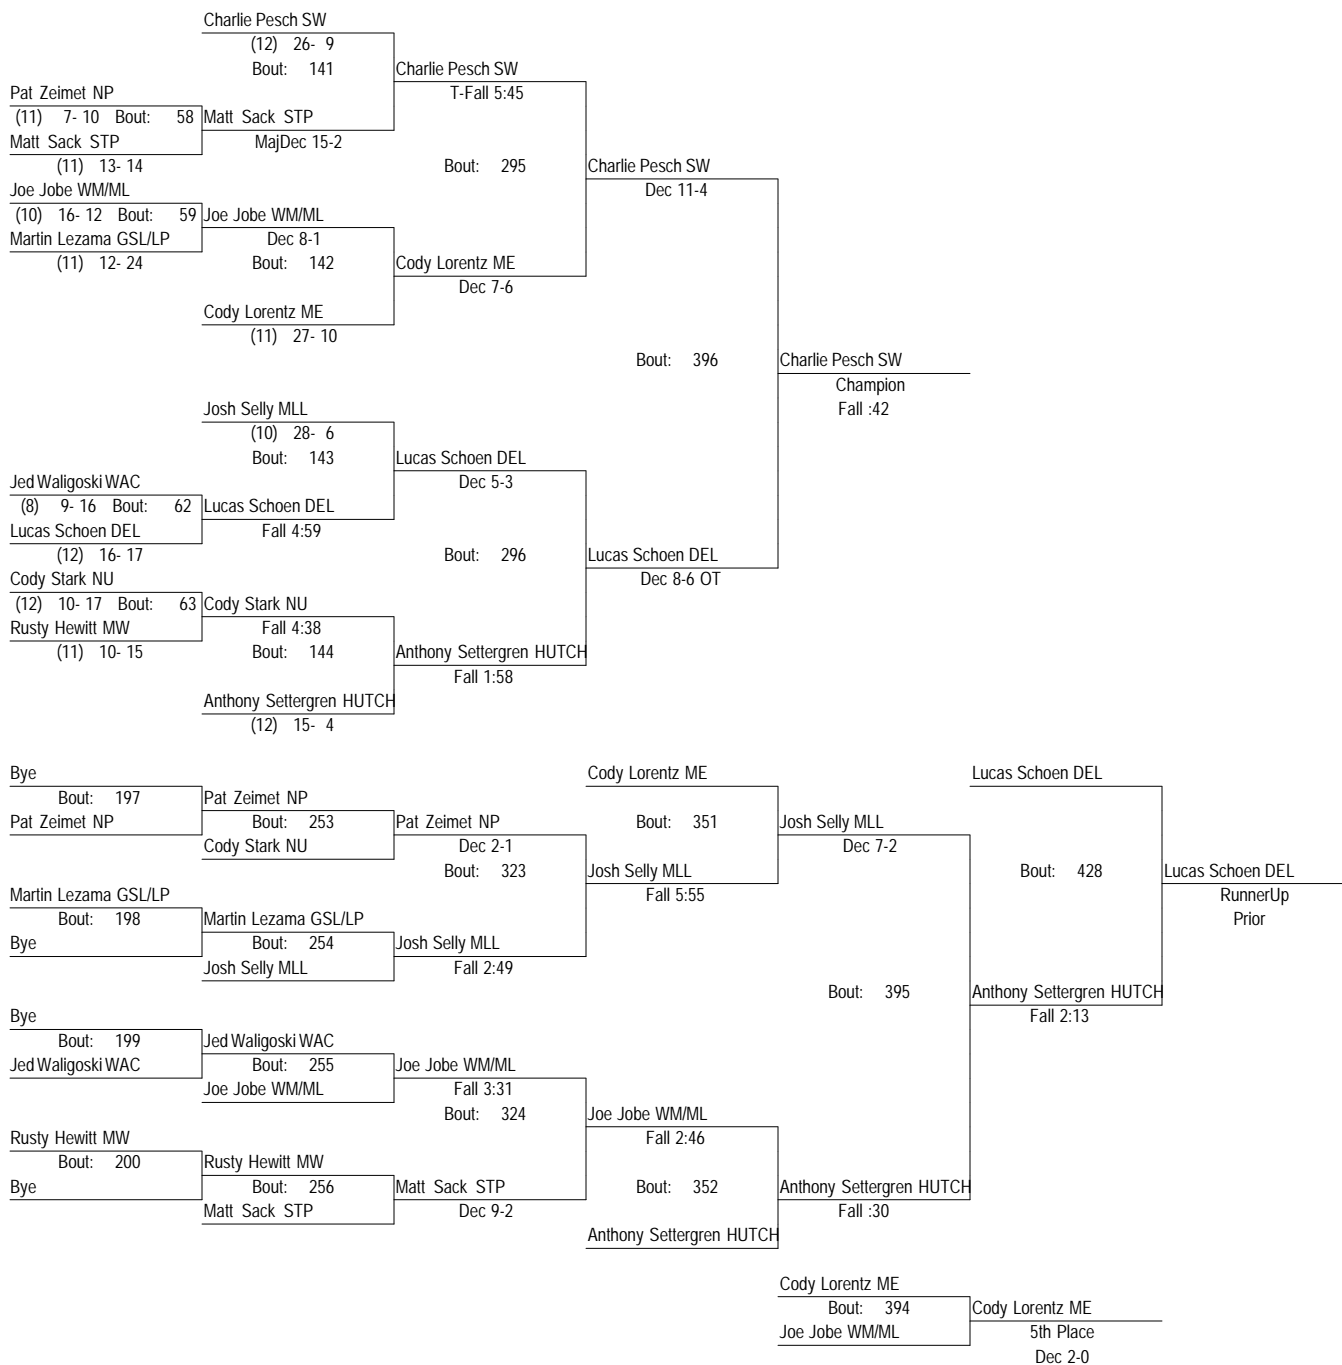 Charlie Pesch SW
(12) 26- 9
Bout: 141
Charlie Pesch SW
T-Fall 5:45
Pat Zeimet NP
(11) 7- 10 Bout: 58
Matt Sack STP
Matt Sack STP
MajDec 15-2
(11) 13- 14
Bout: 295
Charlie Pesch SW
Dec 11-4
Joe Jobe WM/ML
(10) 16- 12 Bout: 59
Joe Jobe WM/ML
Martin Lezama GSL/LP
Dec 8-1
(11) 12- 24
Bout: 142
Cody Lorentz ME
Dec 7-6
Cody Lorentz ME
(11) 27- 10
Bout: 396
Charlie Pesch SW
Champion
Fall :42
Josh Selly MLL
(10) 28- 6
Bout: 143
Lucas Schoen DEL
Dec 5-3
Jed Waligoski WAC
(8) 9- 16 Bout: 62
Lucas Schoen DEL
Lucas Schoen DEL
Fall 4:59
(12) 16- 17
Bout: 296
Lucas Schoen DEL
Dec 8-6 OT
Cody Stark NU
(12) 10- 17 Bout: 63
Cody Stark NU
Rusty Hewitt MW
Fall 4:38
(11) 10- 15
Bout: 144
Anthony Settergren HUTCH
Fall 1:58
Anthony Settergren HUTCH
(12) 15- 4
Bye
Bout: 197
Pat Zeimet NP
Pat Zeimet NP
Bout: 253
Cody Stark NU
Pat Zeimet NP
Dec 2-1
Bout: 323
Cody Lorentz ME
Bout: 351
Josh Selly MLL
Dec 7-2
Josh Selly MLL
Fall 5:55
Lucas Schoen DEL
Bout: 428
Lucas Schoen DEL
RunnerUp
Prior
Martin Lezama GSL/LP
Bout: 198
Bye
Martin Lezama GSL/LP
Bout: 254
Josh Selly MLL
Josh Selly MLL
Fall 2:49
Bout: 395
Anthony Settergren HUTCH
Fall 2:13
Bye
Bout: 199
Jed Waligoski WAC
Jed Waligoski WAC
Bout: 255
Joe Jobe WM/ML
Joe Jobe WM/ML
Fall 3:31
Bout: 324
Joe Jobe WM/ML
Fall 2:46
Rusty Hewitt MW
Bout: 200
Bye
Rusty Hewitt MW
Bout: 256
Matt Sack STP
Matt Sack STP
Dec 9-2
Bout: 352
Anthony Settergren HUTCH
Fall :30
Anthony Settergren HUTCH
Cody Lorentz ME
Bout: 394
Joe Jobe WM/ML
Cody Lorentz ME
5th Place
Dec 2-0